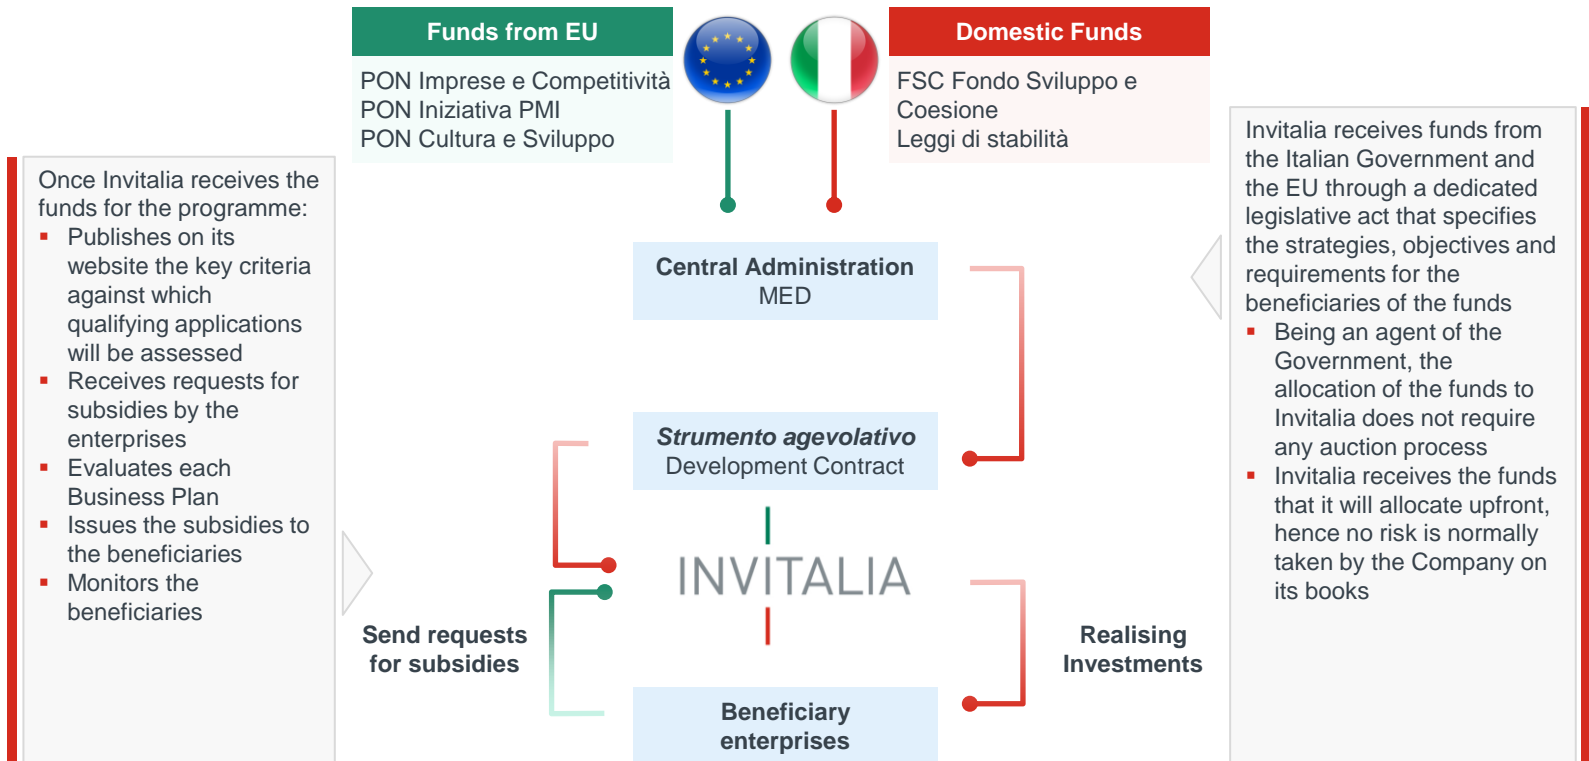 Funds from EU
PON Imprese e Competitività
PON Iniziativa PMI
PON Cultura e Sviluppo
Domestic Funds
FSC Fondo Sviluppo e
Coesione
Leggi di stabilità
Once Invitalia receives the
funds for the programme:
▪ Publishes on its
website the key criteria
against which
qualifying applications
will be assessed
▪ Receives requests for
subsidies by the
enterprises
▪ Evaluates each
Business Plan
▪ Issues the subsidies to
the beneficiaries
▪ Monitors the
beneficiaries
Central Administration
MED
Strumento agevolativo
Development Contract
INVITALIA
Send requests
for subsidies
Realising
Investments
Beneficiary
enterprises
Invitalia receives funds from
the Italian Government and
the EU through a dedicated
legislative act that specifies
the strategies, objectives and
requirements for the
beneficiaries of the funds
▪ Being an agent of the
Government, the
allocation of the funds to
Invitalia does not require
any auction process
▪ Invitalia receives the funds
that it will allocate upfront,
hence no risk is normally
taken by the Company on
its books